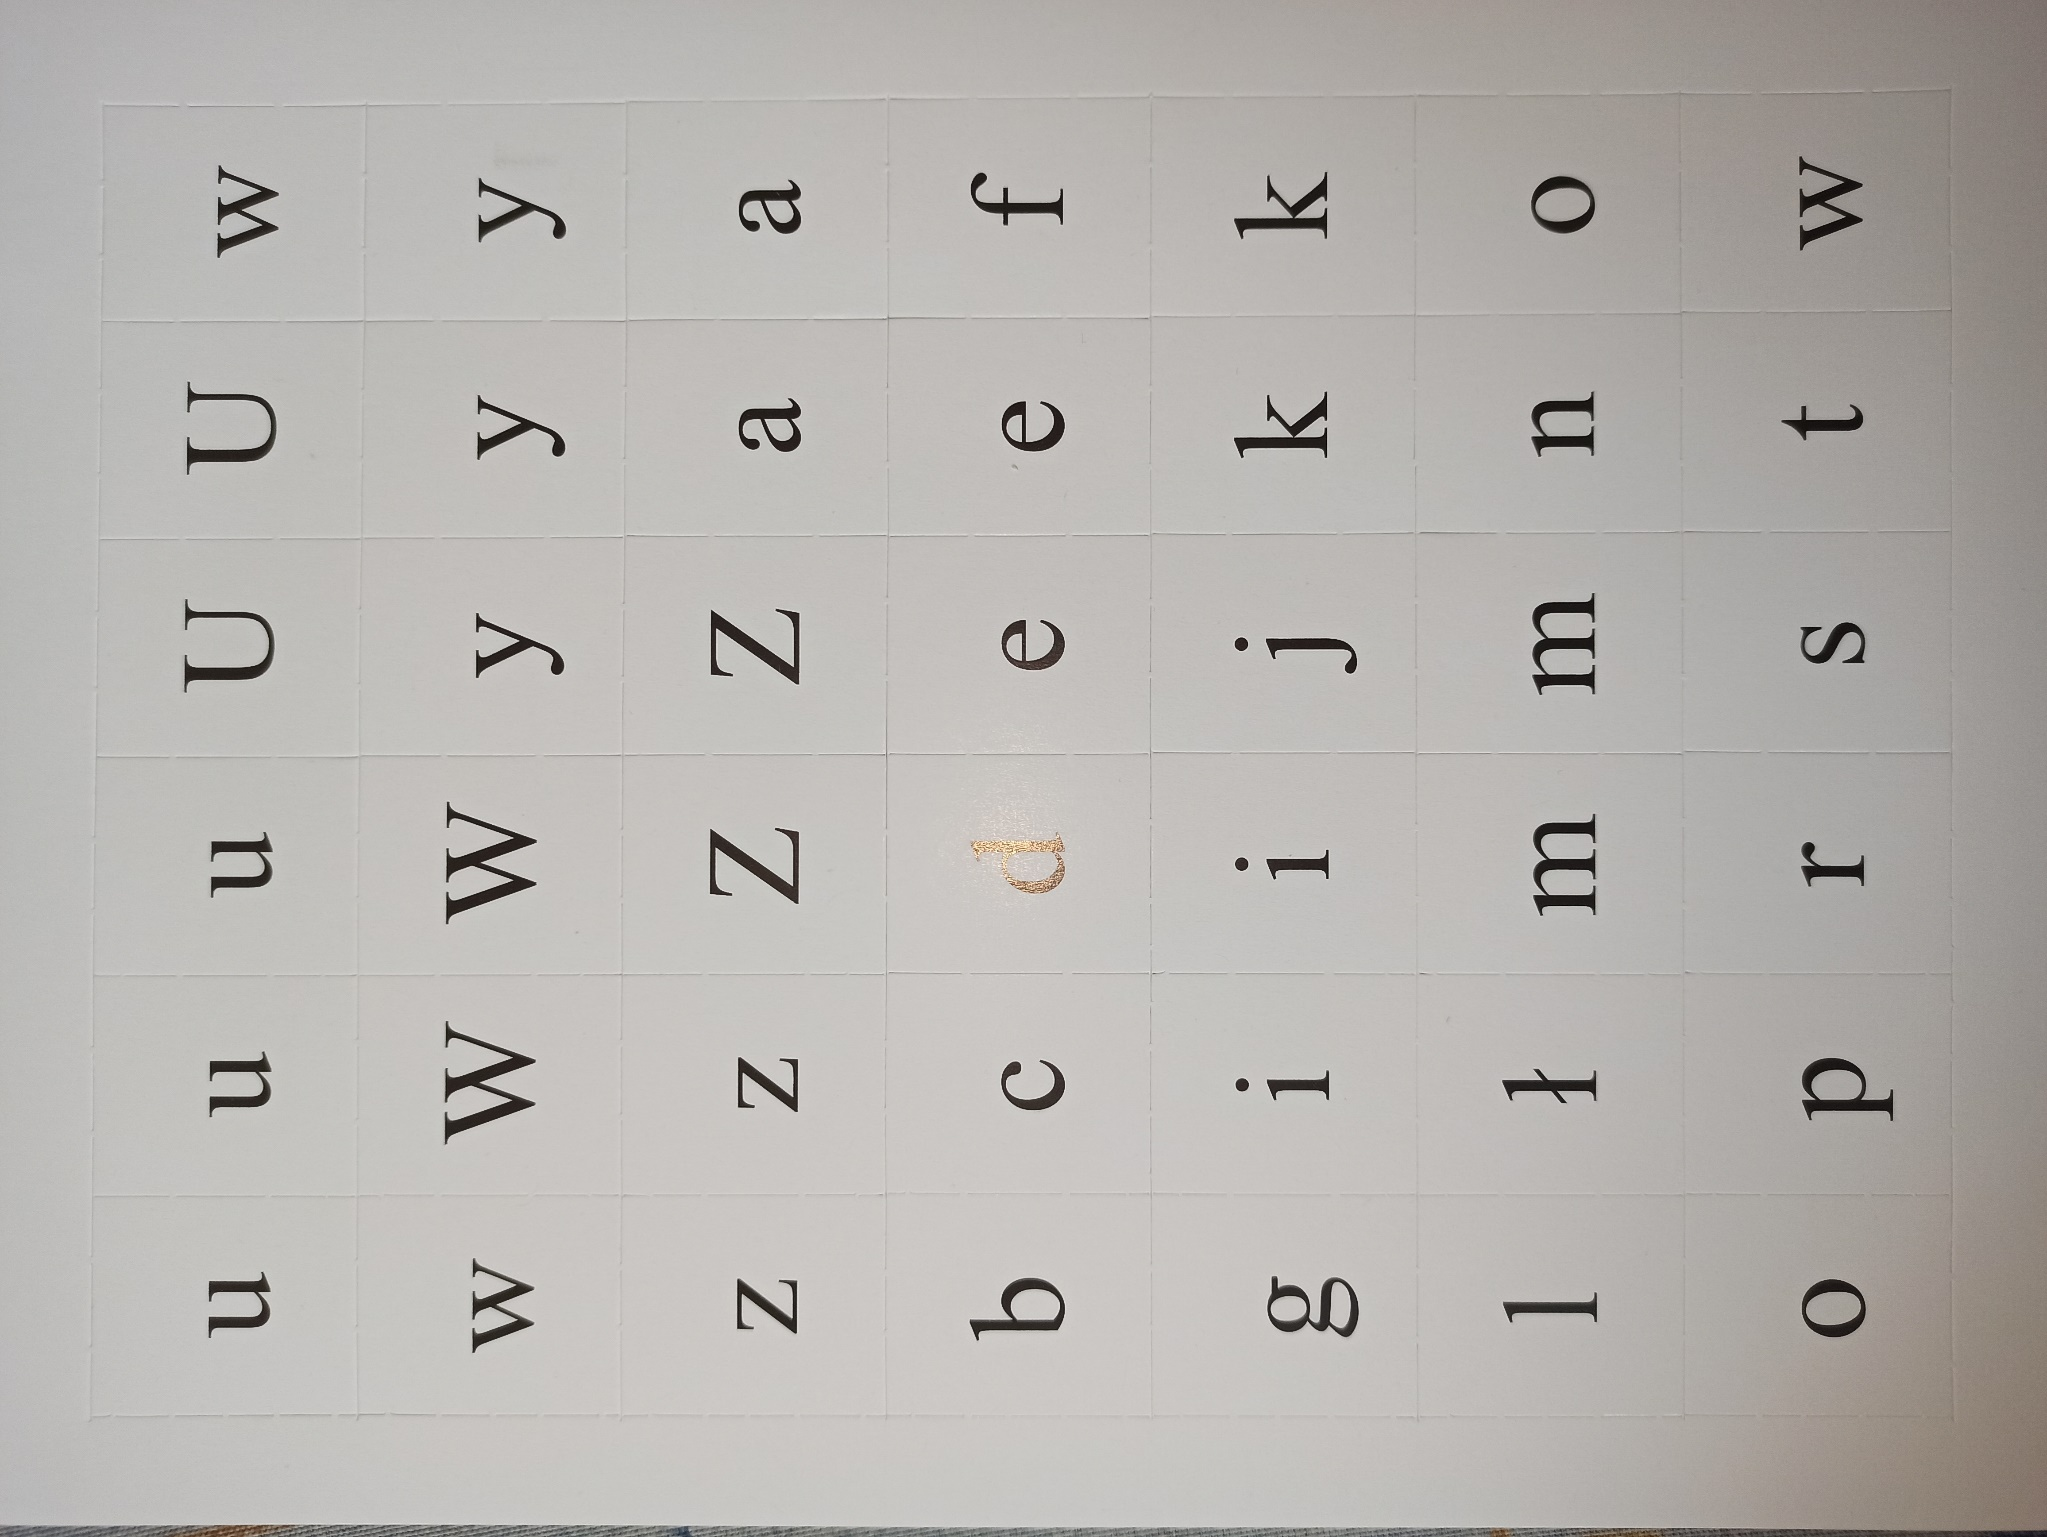 u u u U U w
w W W y y y
z z Z Z a a
b c d e e f
g i i j k k
l ł m m n o
o p r s t w